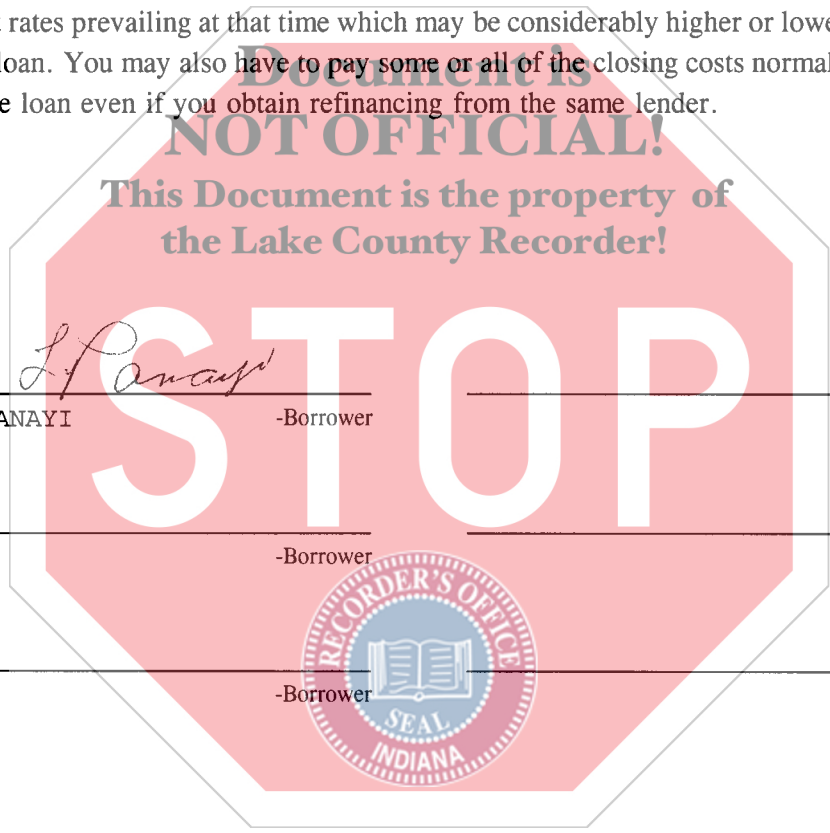 rates prevailing at that time which may be considerably higher or lowe
loan. You may also have to pay some or all of the closing costs normal
e loan even if you obtain refinancing from the same lender.
Document is
NOT OFFICIAL!
This Document is the property of
the Lake County Recorder!
STOP
ANAYI -Borrower
-Borrower
-Borrower
RECORDER'S OFFICE
SEAL
INDIANA